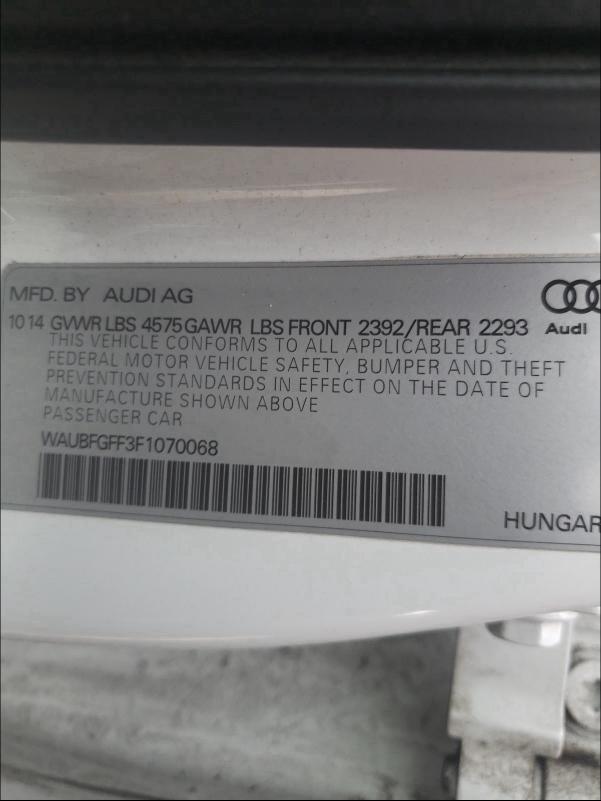 MFD. BY AUDI AG
10 14 GVWR LBS 4575 GAWR LBS FRONT 2392/REAR 2293
Audi
THIS VEHICLE CONFORMS TO ALL APPLICABLE U.S.
FEDERAL MOTOR VEHICLE SAFETY, BUMPER AND THEFT
PREVENTION STANDARDS IN EFFECT ON THE DATE OF
MANUFACTURE SHOWN ABOVE
PASSENGER CAR
WAUBFGFF3F1070068
HUNGAR